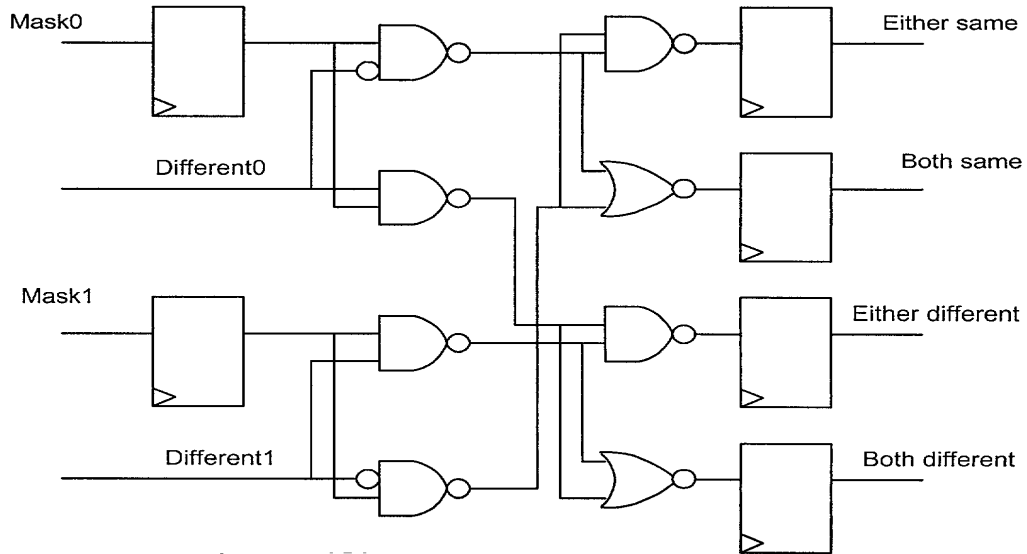 Mask0
Either same
Different0
Both same
Mask1
Either different
Different1
Both different